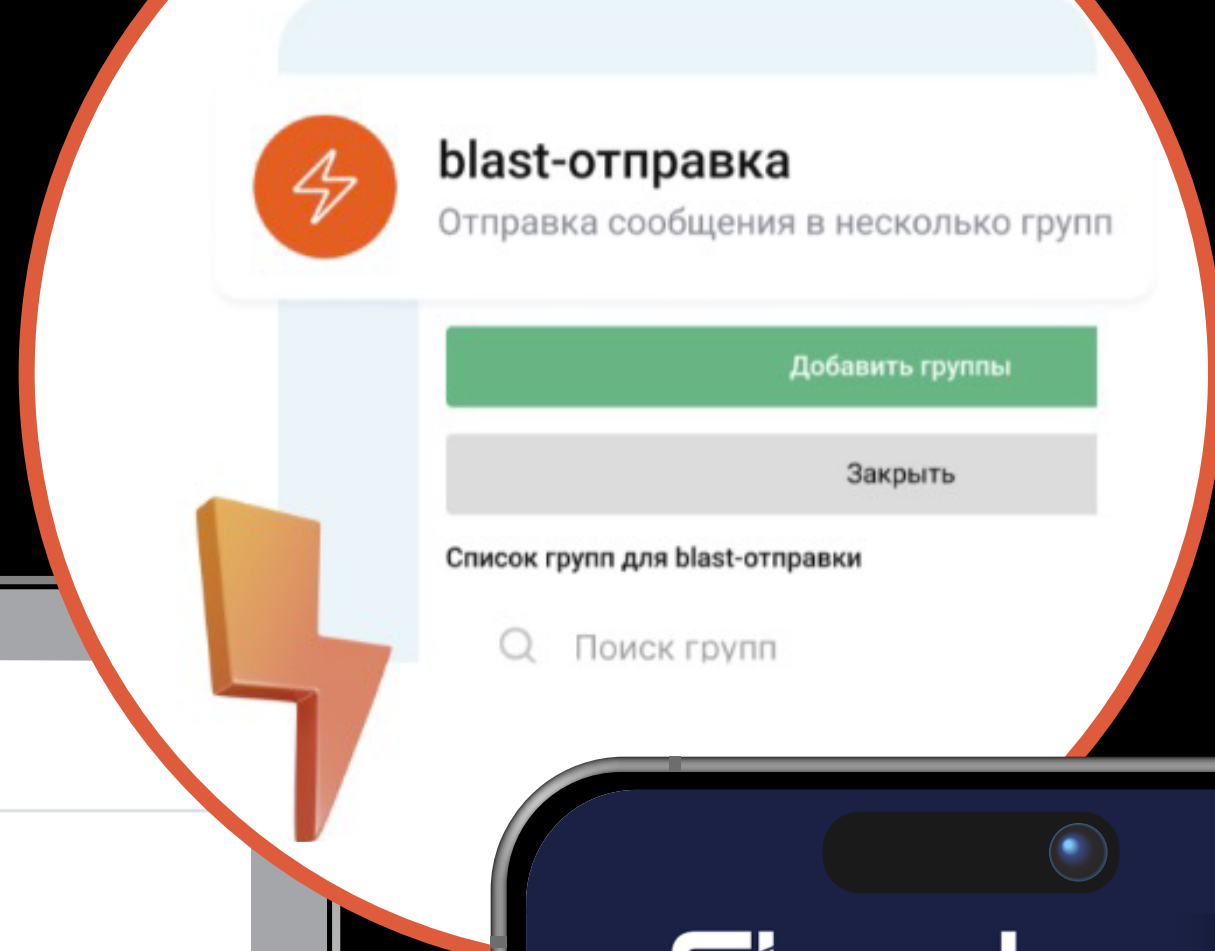 blast-отправка
Отправка сообщения в несколько групп
Добавить группы
Закрыть
Список групп для blast-отправки
Поиск групп